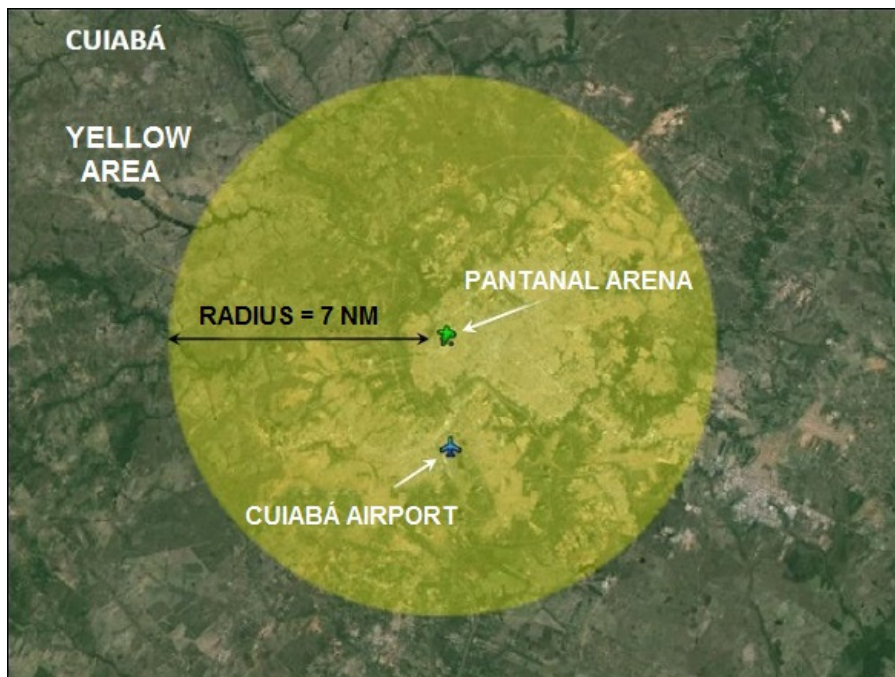 CUIABÁ
YELLOW
AREA
PANTANAL ARENA
RADIUS = 7 NM
CUIABÁ AIRPORT